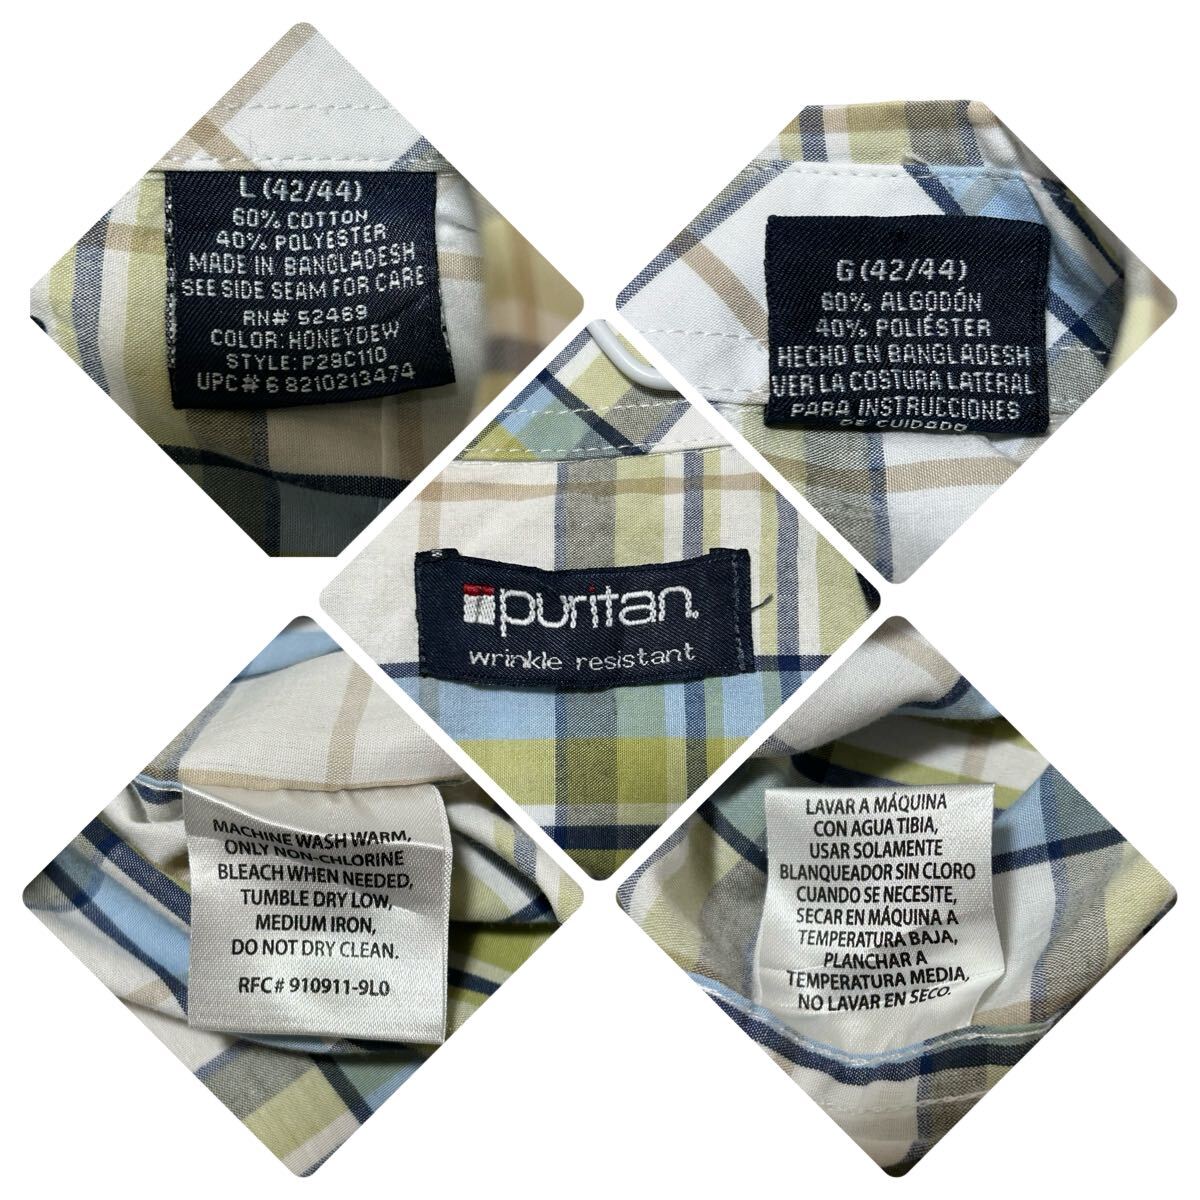 L (42/44)
60% COTTON
40% POLYESTER
MADE IN BANGLADESH
SEE SIDE SEAM FOR CARE
RN# 52469
COLOR: HONEYDEW
STYLE: P29C110
UPC# 6 8210213474
G (42/44)
60% ALGODÓN
40% POLIÉSTER
HECHO EN BANGLADESH
VER LA COSTURA LATERAL
PARA INSTRUCCIONES
DE CUIDADO
puritan.
wrinkle resistant
MACHINE WASH WARM,
ONLY NON-CHLORINE
BLEACH WHEN NEEDED,
TUMBLE DRY LOW,
MEDIUM IRON,
DO NOT DRY CLEAN.
RFC# 910911-9L0
LAVAR A MÁQUINA
CON AGUA TIBIA,
USAR SOLAMENTE
BLANQUEADOR SIN CLORO
CUANDO SE NECESITE,
SECAR EN MÁQUINA A
TEMPERATURA BAJA,
PLANCHAR A
TEMPERATURA MEDIA,
NO LAVAR EN SECO.